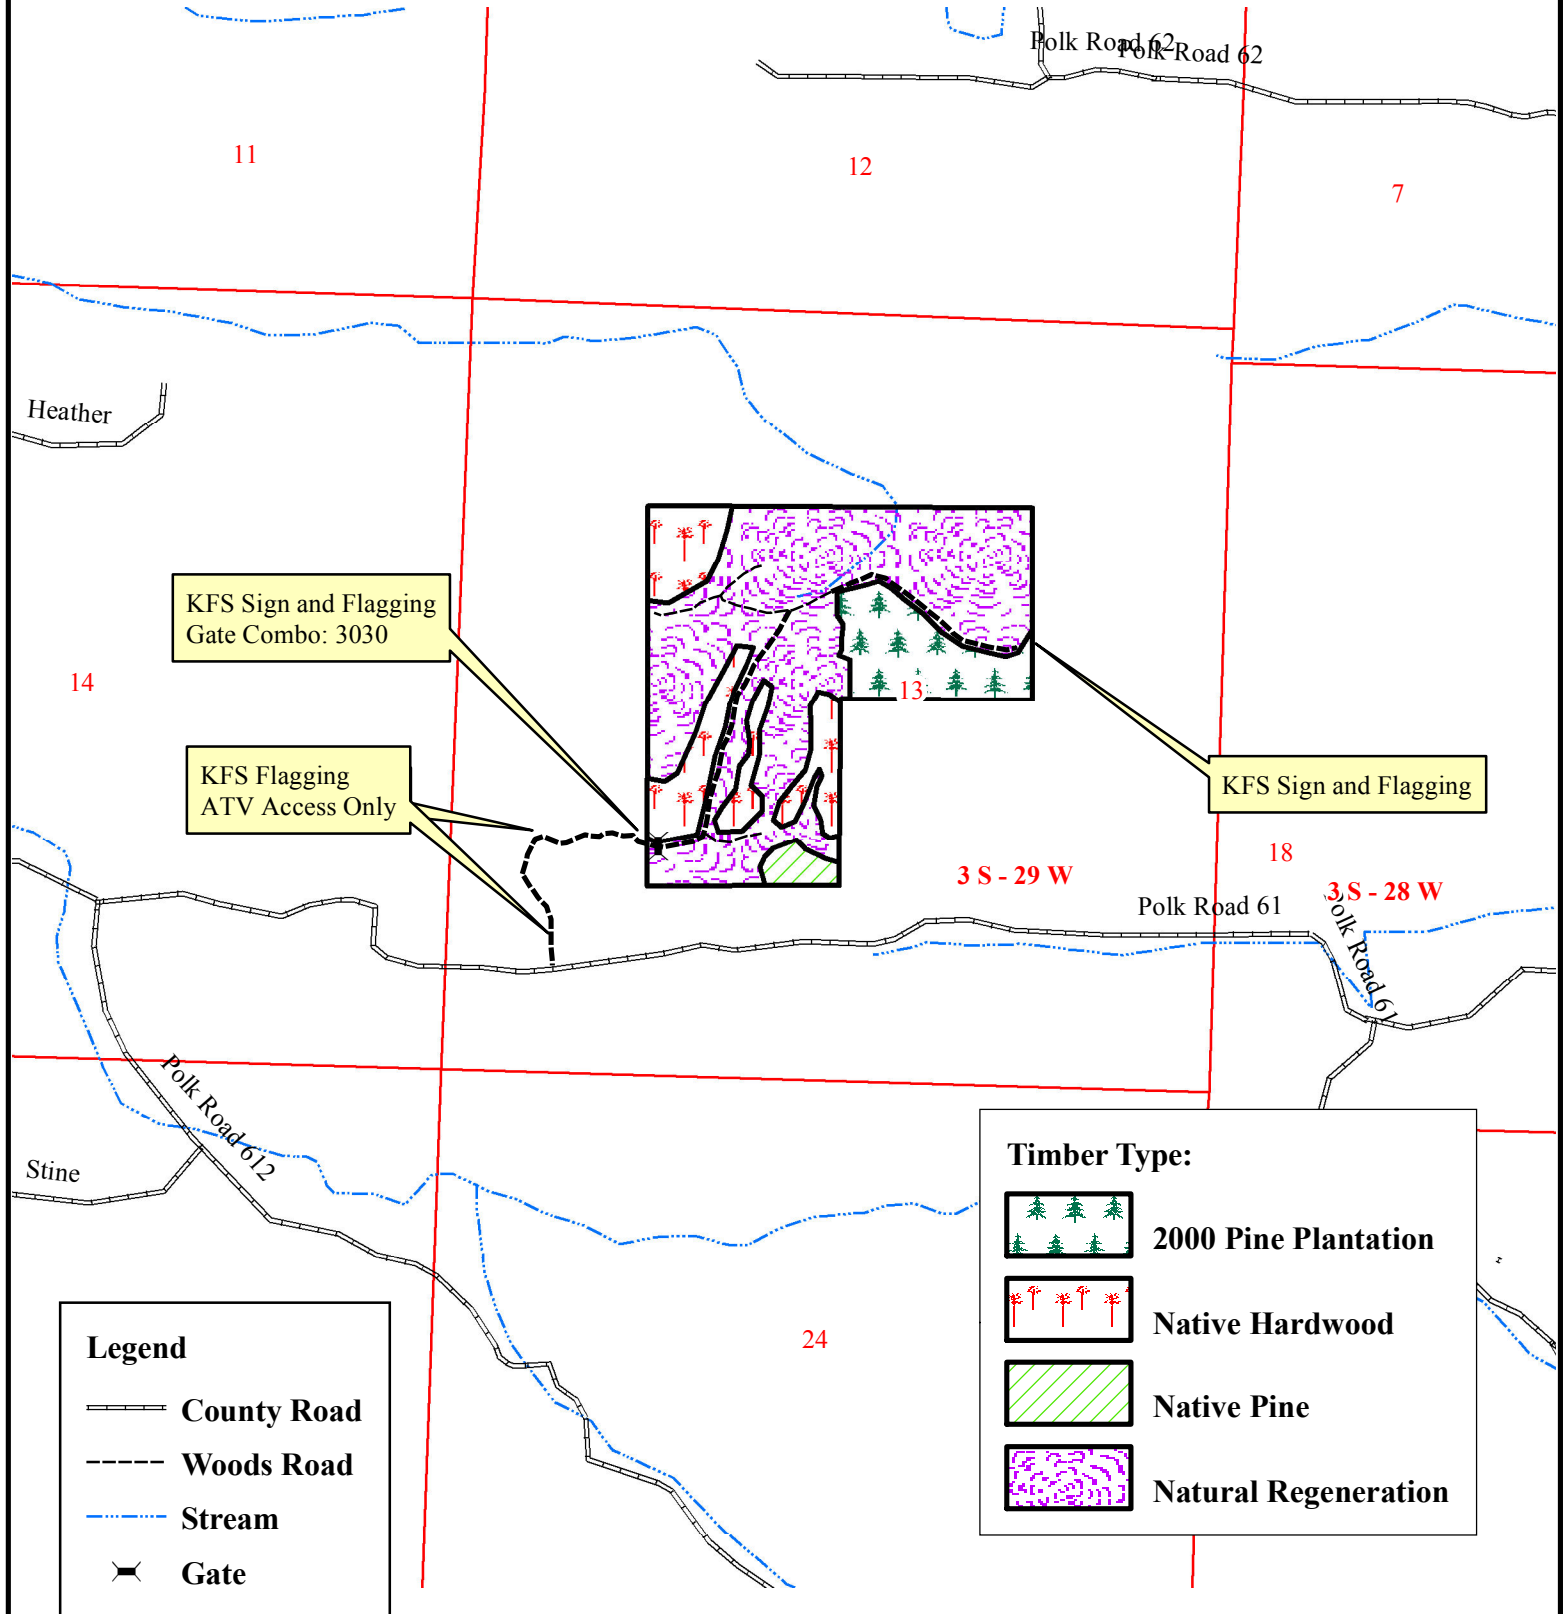 Polk Road 62
Polk Road 62
11
12
7
Heather
KFS Sign and Flagging
Gate Combo: 3030
14
13
KFS Flagging
ATV Access Only
KFS Sign and Flagging
18
3 S - 29 W
3 S - 28 W
Polk Road 61
Polk Road 61
Polk Road 612
Stine
24
Timber Type:
2000 Pine Plantation
Native Hardwood
Native Pine
Natural Regeneration
Legend
County Road
Woods Road
Stream
Gate